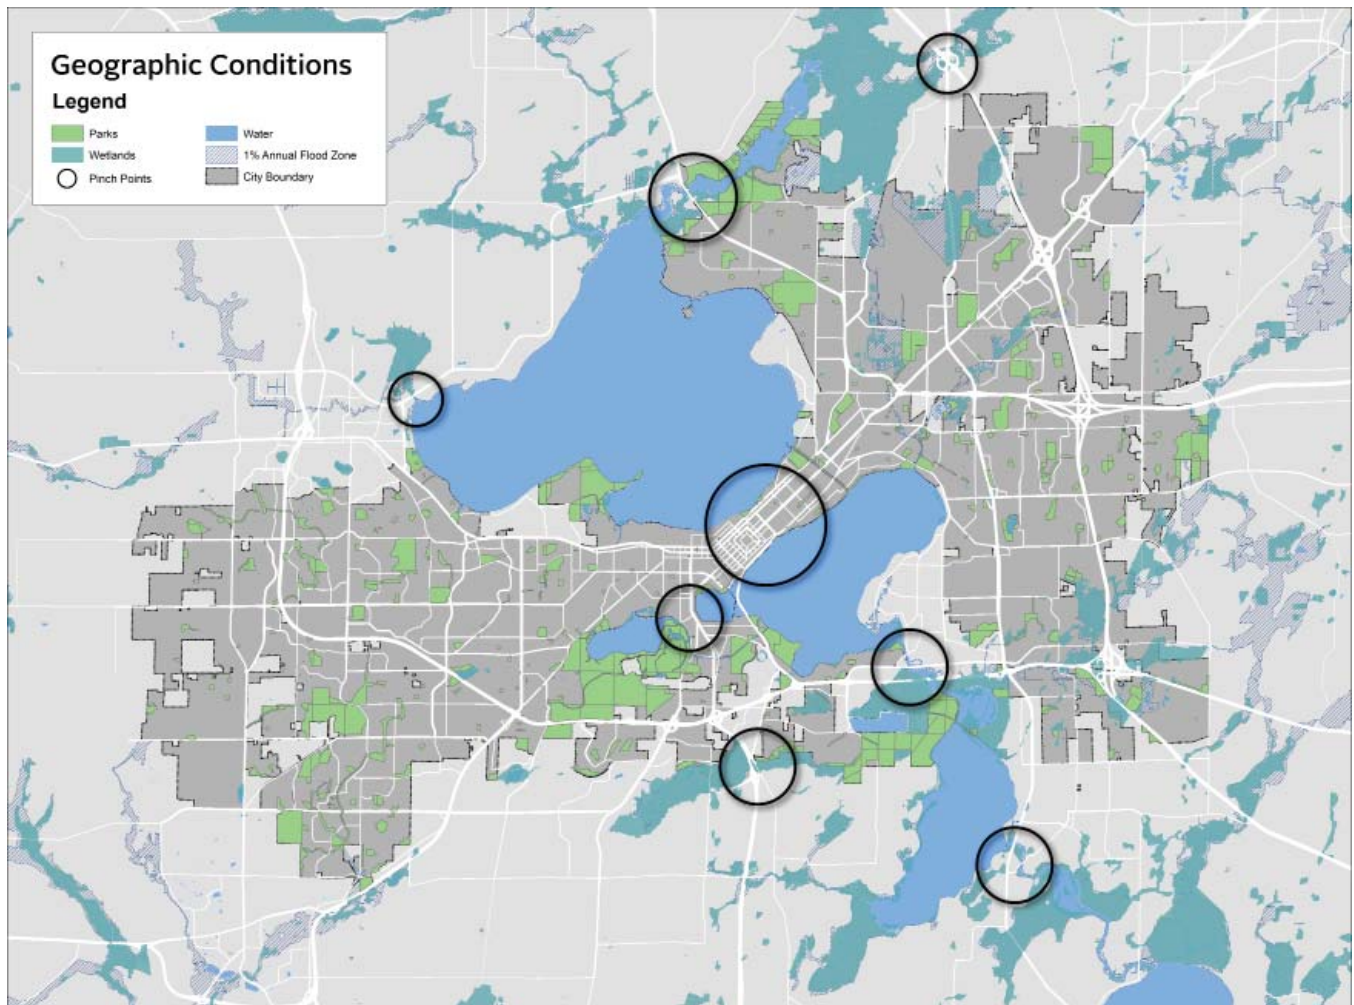 Geographic Conditions
Legend
Parks
Water
Wetlands
1% Annual Flood Zone
Pinch Points
City Boundary